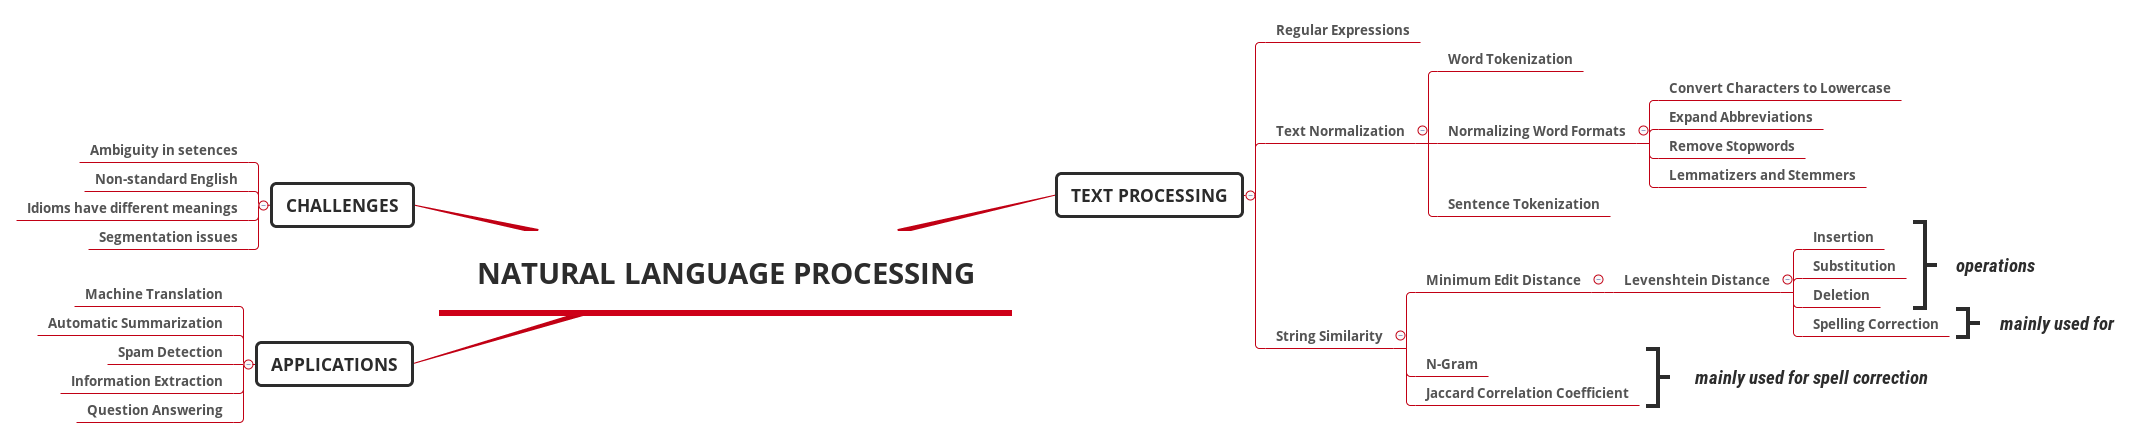 NATURAL LANGUAGE PROCESSING
CHALLENGES
Ambiguity in setences
Non-standard English
Idioms have different meanings
Segmentation issues
APPLICATIONS
Machine Translation
Automatic Summarization
Spam Detection
Information Extraction
Question Answering
TEXT PROCESSING
Regular Expressions
Text Normalization
Word Tokenization
Normalizing Word Formats
Convert Characters to Lowercase
Expand Abbreviations
Remove Stopwords
Lemmatizers and Stemmers
Sentence Tokenization
String Similarity
Minimum Edit Distance
Levenshtein Distance
Insertion
Substitution
Deletion
operations
Spelling Correction
mainly used for
N-Gram
Jaccard Correlation Coefficient
mainly used for spell correction